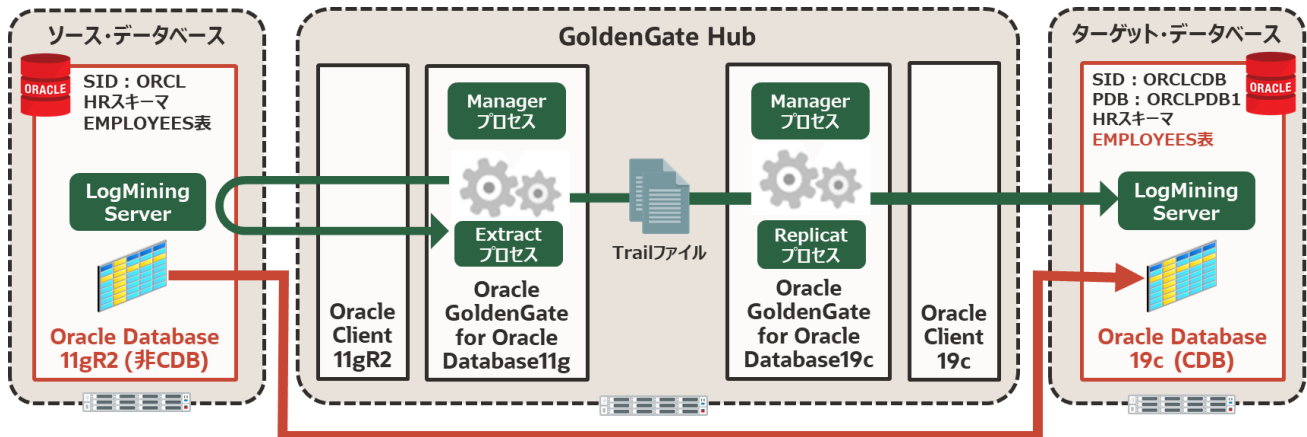 ソース・データベース
ORACLE
SID：ORCL
HRスキーマ
EMPLOYEES表
LogMining
Server
Oracle Database
11gR2 (非CDB)
GoldenGate Hub
Oracle
Client
11gR2
Manager
プロセス
Extract
プロセス
Oracle
GoldenGate
for Oracle
Database11g
Trailファイル
Manager
プロセス
Replicat
プロセス
Oracle
GoldenGate
for Oracle
Database19c
Oracle
Client
19c
ターゲット・データベース
SID：ORCLCDB
PDB：ORCLPDB1
HRスキーマ
EMPLOYEES表
ORACLE
LogMining
Server
Oracle Database
19c (CDB)